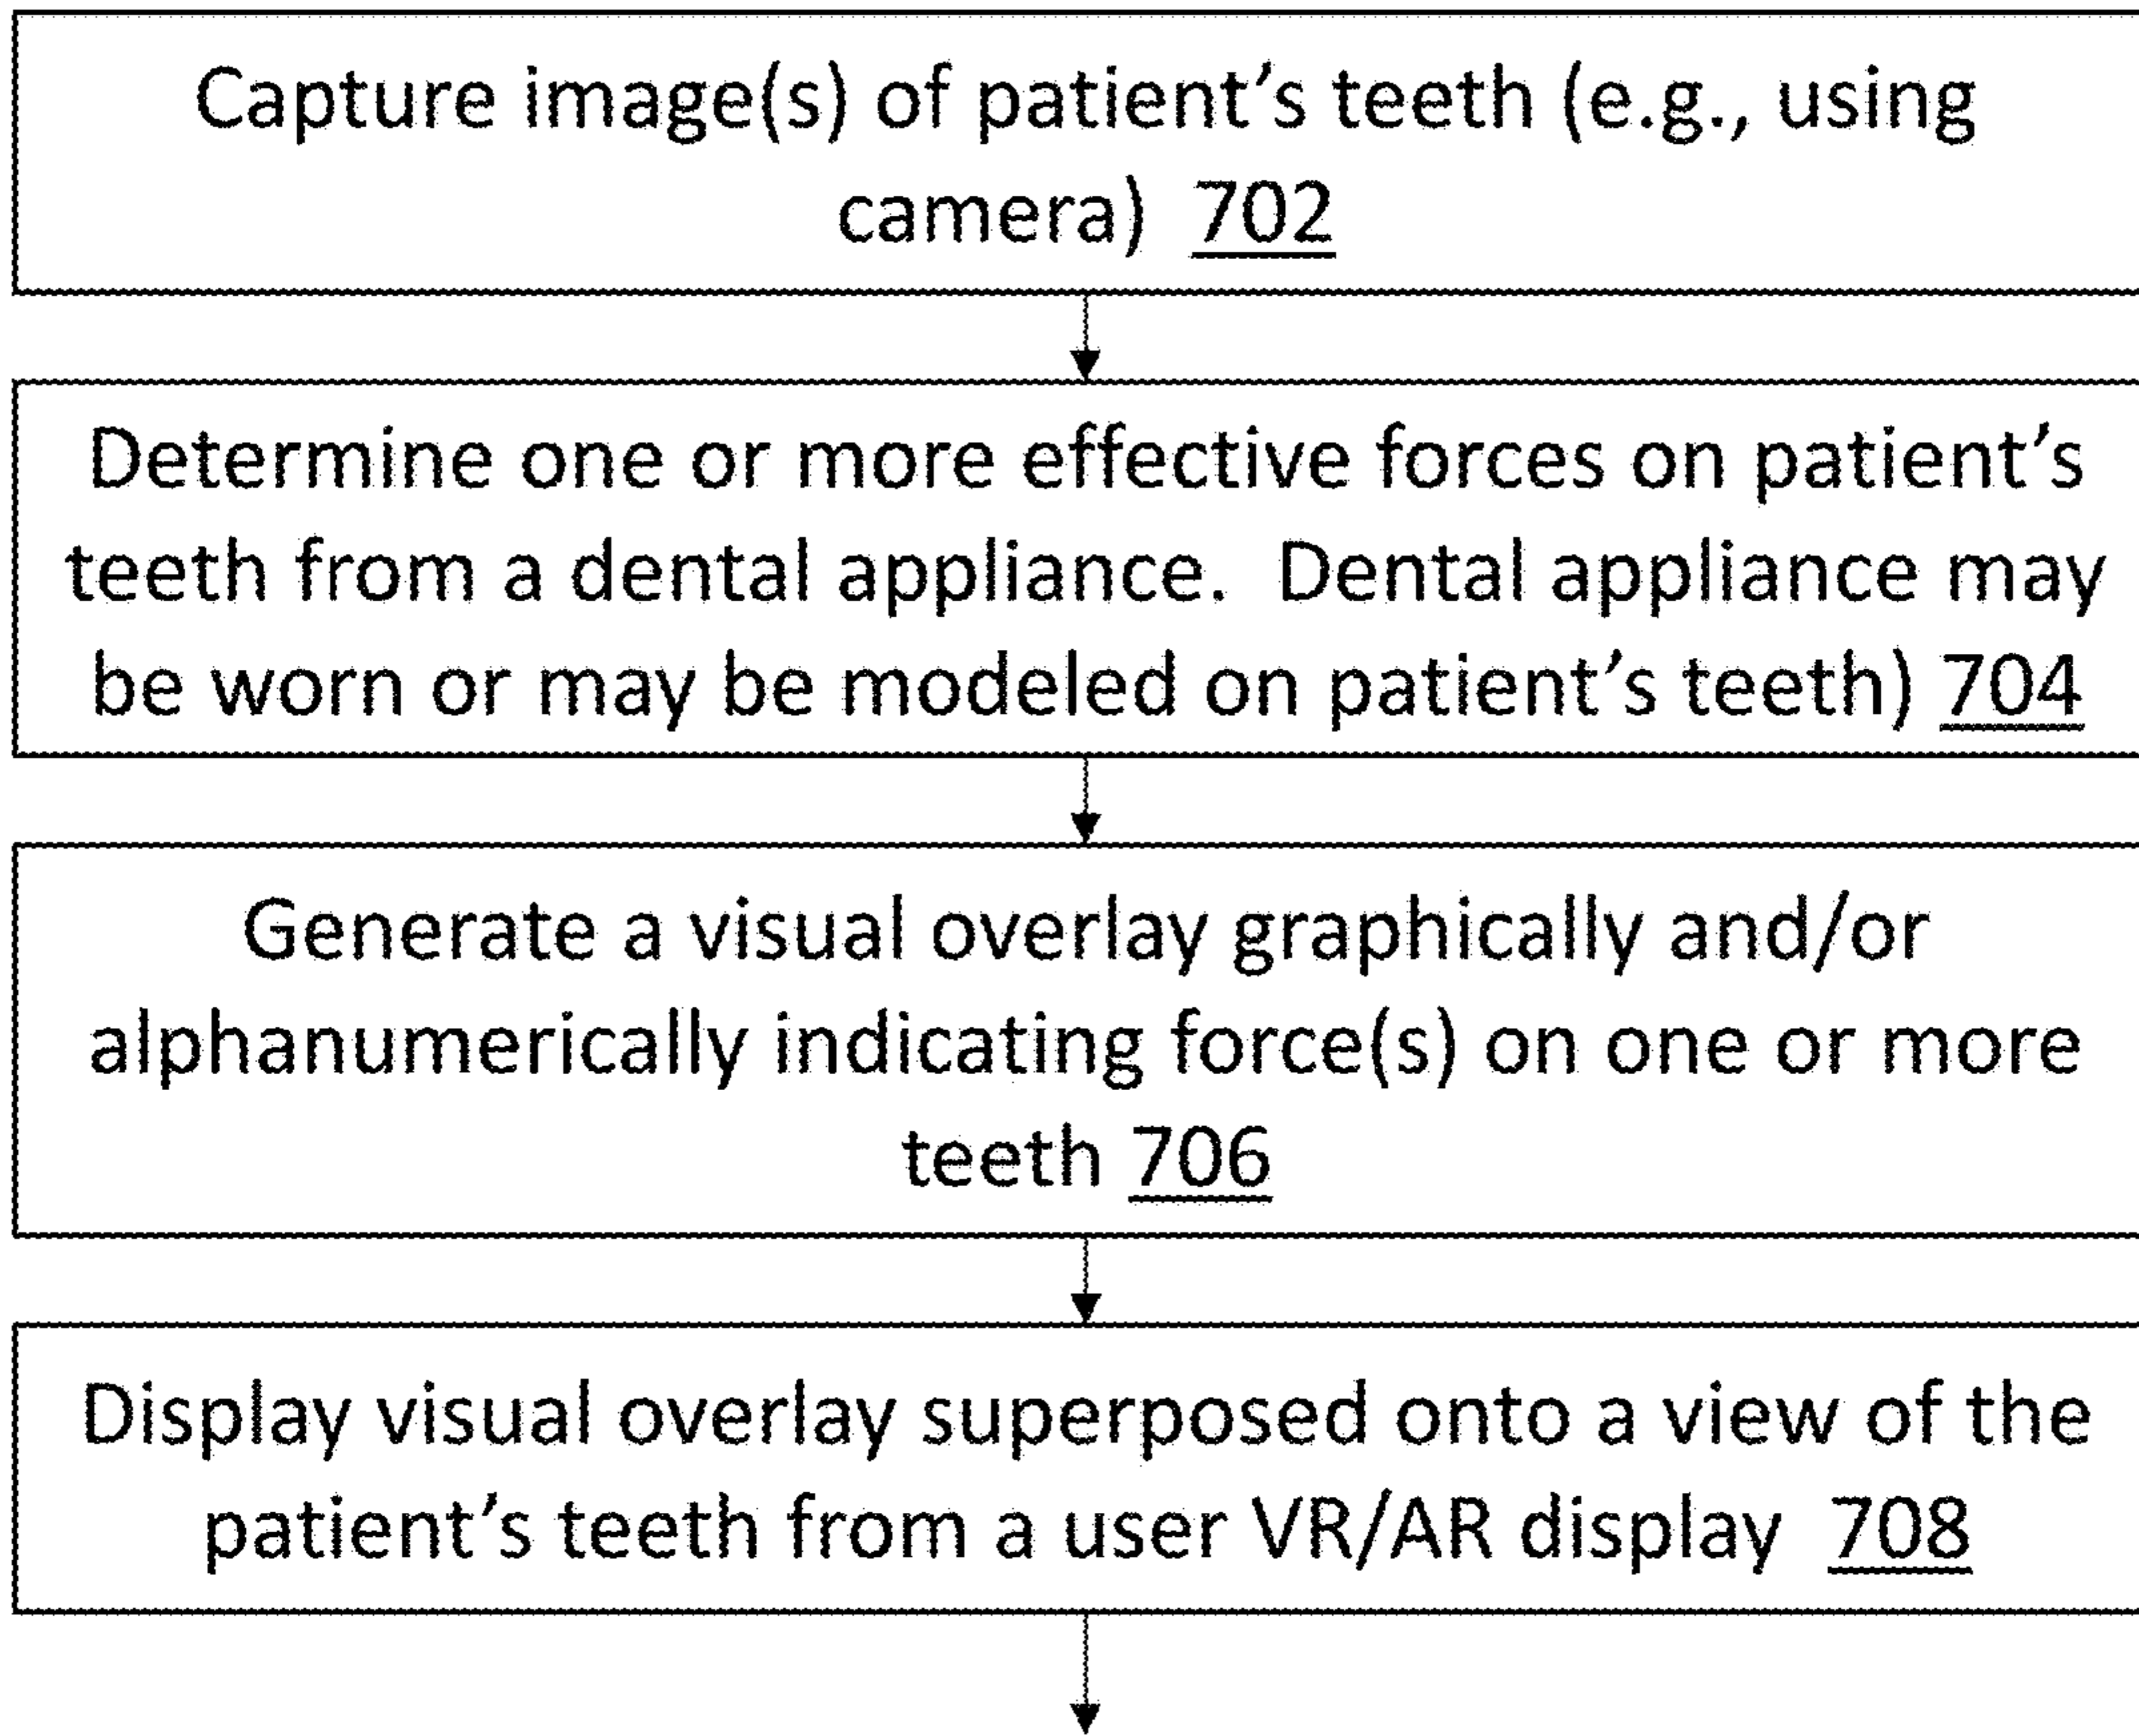 Capture image(s) of patient's teeth (e.g., using
camera) 702
Determine one or more effective forces on patient's
teeth from a dental appliance. Dental appliance may
be worn or may be modeled on patient's teeth) 704
Generate a visual overlay graphically and/or
alphanumerically indicating force(s) on one or more
teeth 706
Display visual overlay superposed onto a view of the
patient's teeth from a user VR/AR display 708